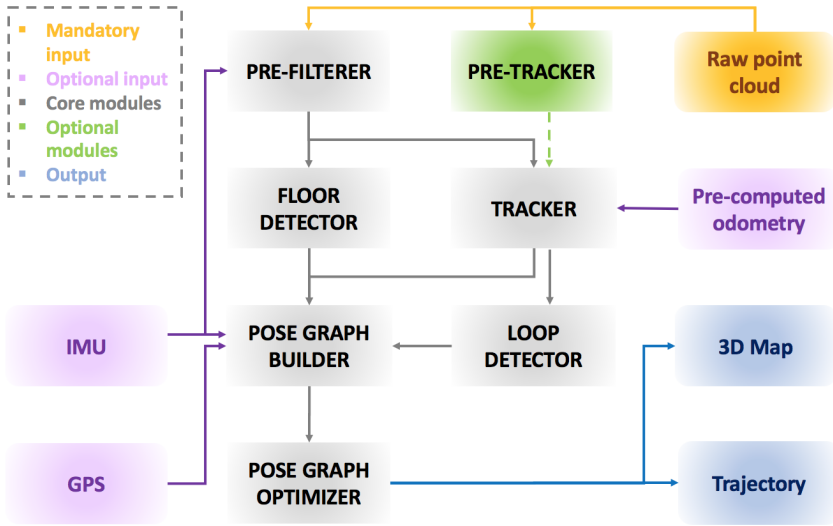 Mandatory
input
Optional input
Core modules
Optional
modules
Output
PRE-FILTERER
PRE-TRACKER
Raw point
cloud
FLOOR
DETECTOR
TRACKER
Pre-computed
odometry
IMU
POSE GRAPH
BUILDER
LOOP
DETECTOR
3D Map
GPS
POSE GRAPH
OPTIMIZER
Trajectory